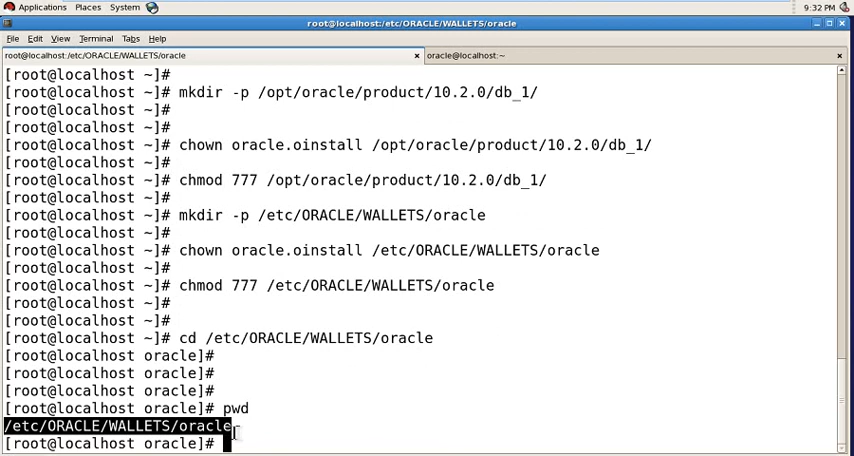 Applications Places System 9:32 PM
root@localhost:/etc/ORACLE/WALLETS/oracle
File Edit View Terminal Tabs Help
root@localhost:/etc/ORACLE/WALLETS/oracle oracle@localhost:~
[root@localhost ~]#
[root@localhost ~]# mkdir -p /opt/oracle/product/10.2.0/db_1/
[root@localhost ~]#
[root@localhost ~]#
[root@localhost ~]# chown oracle.oinstall /opt/oracle/product/10.2.0/db_1/
[root@localhost ~]#
[root@localhost ~]# chmod 777 /opt/oracle/product/10.2.0/db_1/
[root@localhost ~]#
[root@localhost ~]# mkdir -p /etc/ORACLE/WALLETS/oracle
[root@localhost ~]#
[root@localhost ~]# chown oracle.oinstall /etc/ORACLE/WALLETS/oracle
[root@localhost ~]#
[root@localhost ~]# chmod 777 /etc/ORACLE/WALLETS/oracle
[root@localhost ~]#
[root@localhost ~]#
[root@localhost ~]# cd /etc/ORACLE/WALLETS/oracle
[root@localhost oracle]#
[root@localhost oracle]#
[root@localhost oracle]#
[root@localhost oracle]# pwd
/etc/ORACLE/WALLETS/oracle
[root@localhost oracle]#